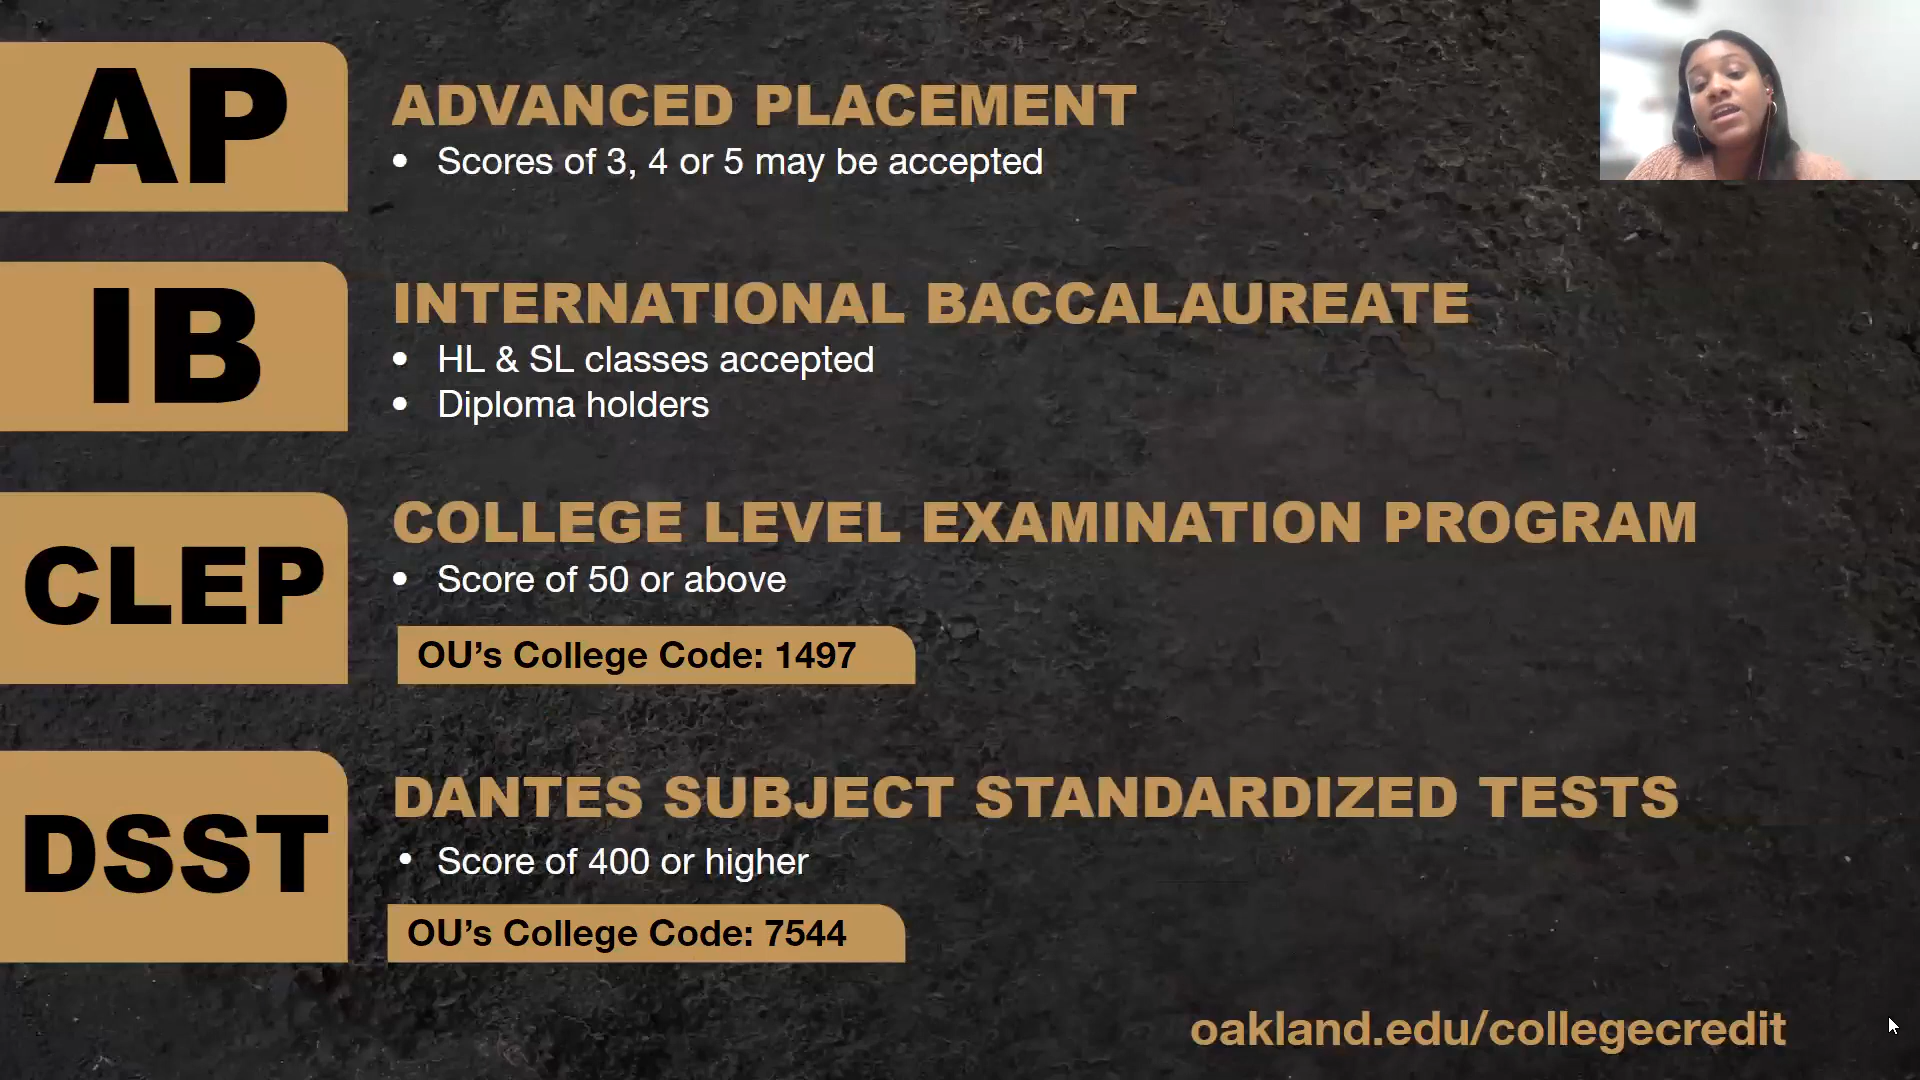 AP
ADVANCED PLACEMENT
• Scores of 3, 4 or 5 may be accepted
IB
INTERNATIONAL BACCALAUREATE
• HL & SL classes accepted
• Diploma holders
CLEP
COLLEGE LEVEL EXAMINATION PROGRAM
• Score of 50 or above
OU’s College Code: 1497
DSST
DANTES SUBJECT STANDARDIZED TESTS
• Score of 400 or higher
OU’s College Code: 7544
oakland.edu/collegecredit